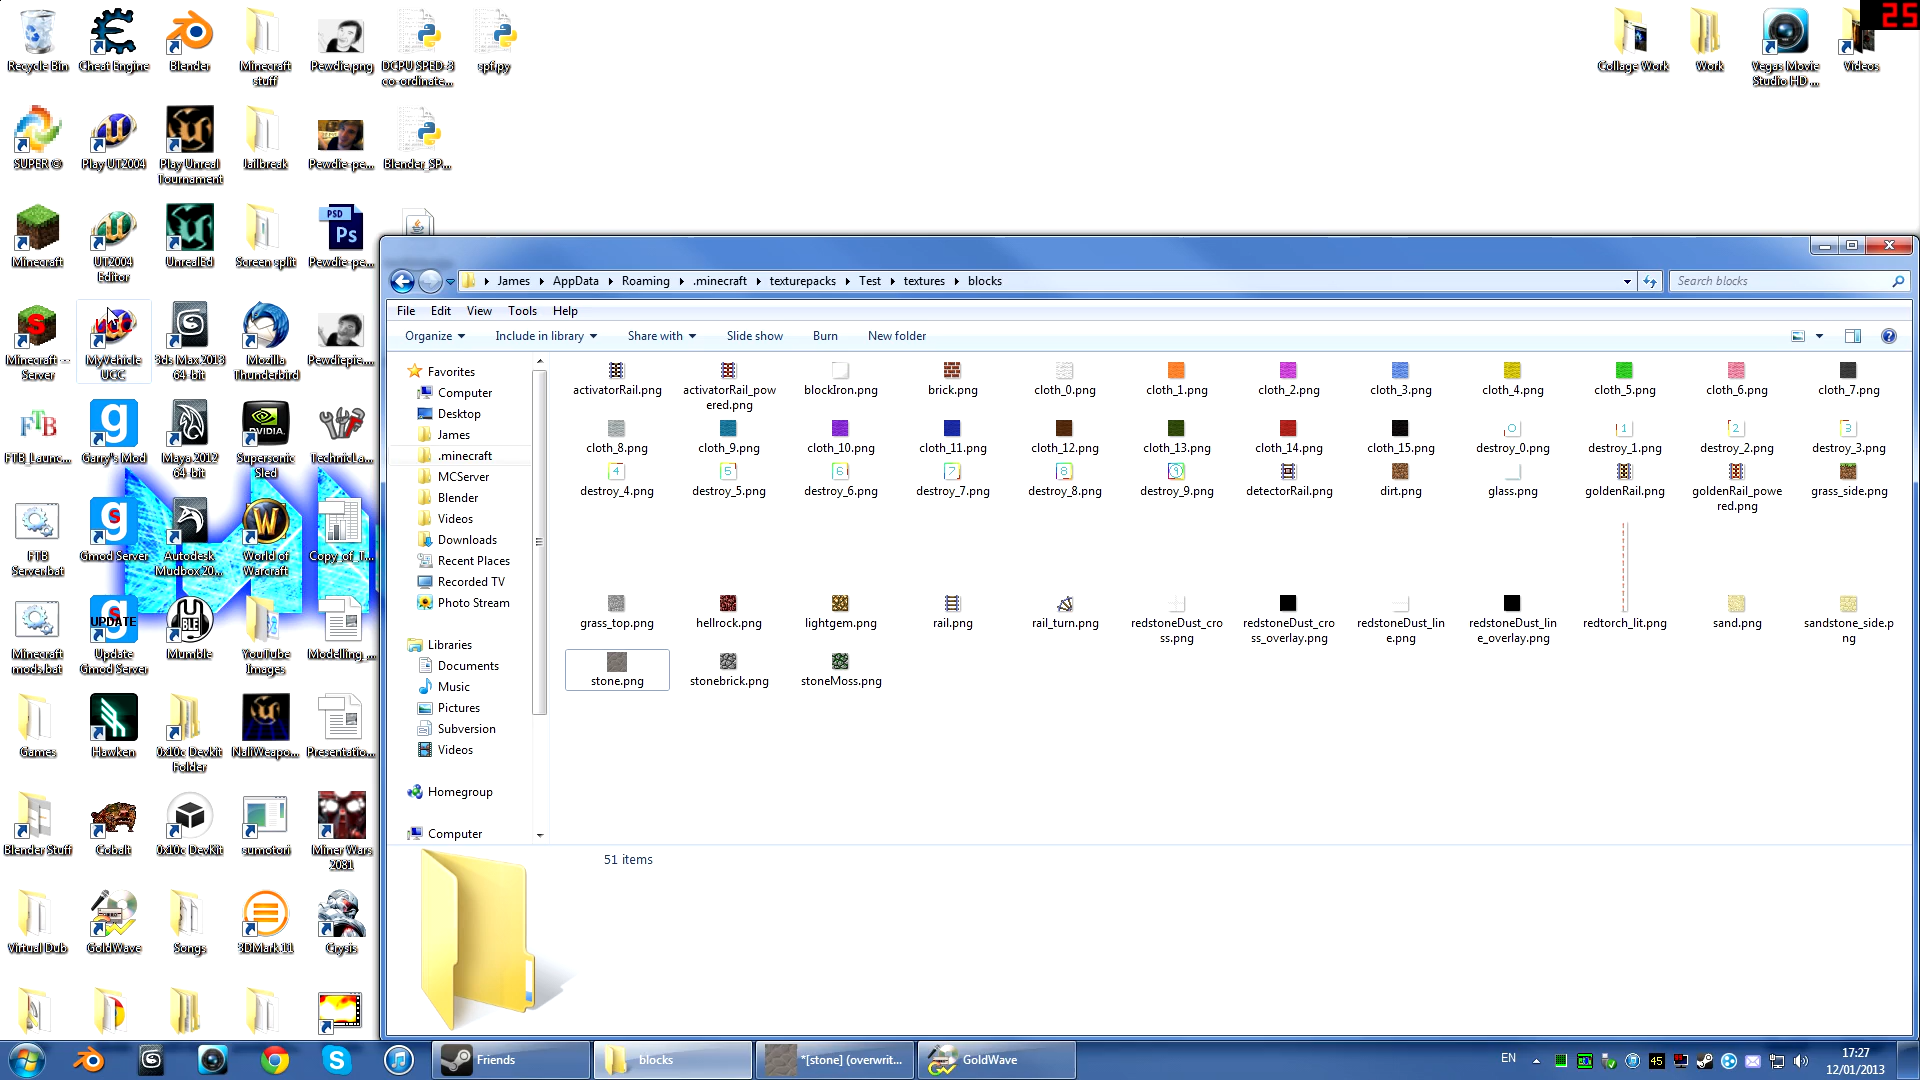 Recycle Bin
Cheat Engine
Blender
Minecraft stuff
Pewdie.png
DCPU SPED-3 co-ordinate...
spf.py
Collage Work
Work
Vegas Movie Studio HD ...
Videos
25
SUPER ©
Play UT2004
Play Unreal Tournament
Jailbreak
Pewdie-pe...
Blender_SP...
Minecraft
UT2004 Editor
UnrealEd
Screen split
PSD
Ps
Pewdie-pe...
Minecraft -- Server
MyVehicle UCC
3ds Max 2013 64-bit
Mozilla Thunderbird
Pewdiepie....
FTB
FTB_Launc...
Garry's Mod
Maya 2012 64-bit
NVIDIA.
Supersonic Sled
TechnicLa...
FTB Server.bat
Gmod Server
Autodesk Mudbox 20...
World of Warcraft
Copy_of_T...
Minecraft mods.bat
UPDATE
Update Gmod Server
Mumble
YouTube Images
Modelling_...
Games
Hawken
0x10c Devkit Folder
NaliWeapo...
Presentatio...
Blender Stuff
Cobalt
0x10c DevKit
sumotori
Miner Wars 2081
Virtual Dub
GoldWave
Songs
3DMark 11
Crysis
James
AppData
Roaming
.minecraft
texturepacks
Test
textures
blocks
Search blocks
File Edit View Tools Help
Organize
Include in library
Share with
Slide show
Burn
New folder
Favorites
Computer
Desktop
James
.minecraft
MCServer
Blender
Videos
Downloads
Recent Places
Recorded TV
Photo Stream
Libraries
Documents
Music
Pictures
Subversion
Videos
Homegroup
Computer
activatorRail.png
activatorRail_powered.png
blockIron.png
brick.png
cloth_0.png
cloth_1.png
cloth_2.png
cloth_3.png
cloth_4.png
cloth_5.png
cloth_6.png
cloth_7.png
cloth_8.png
cloth_9.png
cloth_10.png
cloth_11.png
cloth_12.png
cloth_13.png
cloth_14.png
cloth_15.png
destroy_0.png
destroy_1.png
destroy_2.png
destroy_3.png
destroy_4.png
destroy_5.png
destroy_6.png
destroy_7.png
destroy_8.png
destroy_9.png
detectorRail.png
dirt.png
glass.png
goldenRail.png
goldenRail_powered.png
grass_side.png
grass_top.png
hellrock.png
lightgem.png
rail.png
rail_turn.png
redstoneDust_cross.png
redstoneDust_cross_overlay.png
redstoneDust_line.png
redstoneDust_line_overlay.png
redtorch_lit.png
sand.png
sandstone_side.png
stone.png
stonebrick.png
stoneMoss.png
51 items
Friends
blocks
*[stone] (overwrit...
GoldWave
EN
45
17:27
12/01/2013